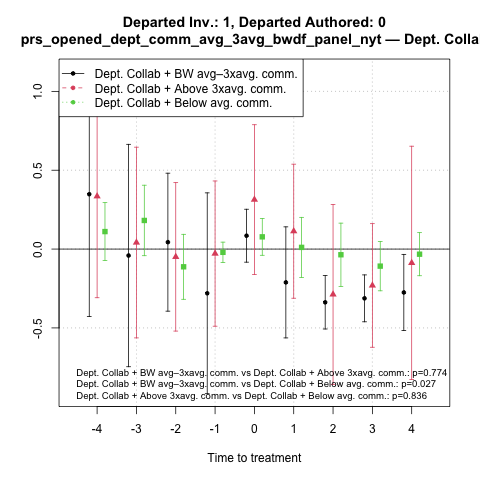 Departed Inv.: 1, Departed Authored: 0
prs_opened_dept_comm_avg_3avg_bwdf_panel_nyt — Dept. Colla
Dept. Collab + BW avg–3xavg. comm.
Dept. Collab + Above 3xavg. comm.
Dept. Collab + Below avg. comm.
1.0
0.5
0.0
-0.5
Dept. Collab + BW avg–3xavg. comm. vs Dept. Collab + Above 3xavg. comm.: p=0.774
Dept. Collab + BW avg–3xavg. comm. vs Dept. Collab + Below avg. comm.: p=0.027
Dept. Collab + Above 3xavg. comm. vs Dept. Collab + Below avg. comm.: p=0.836
-4 -3 -2 -1 0 1 2 3 4
Time to treatment